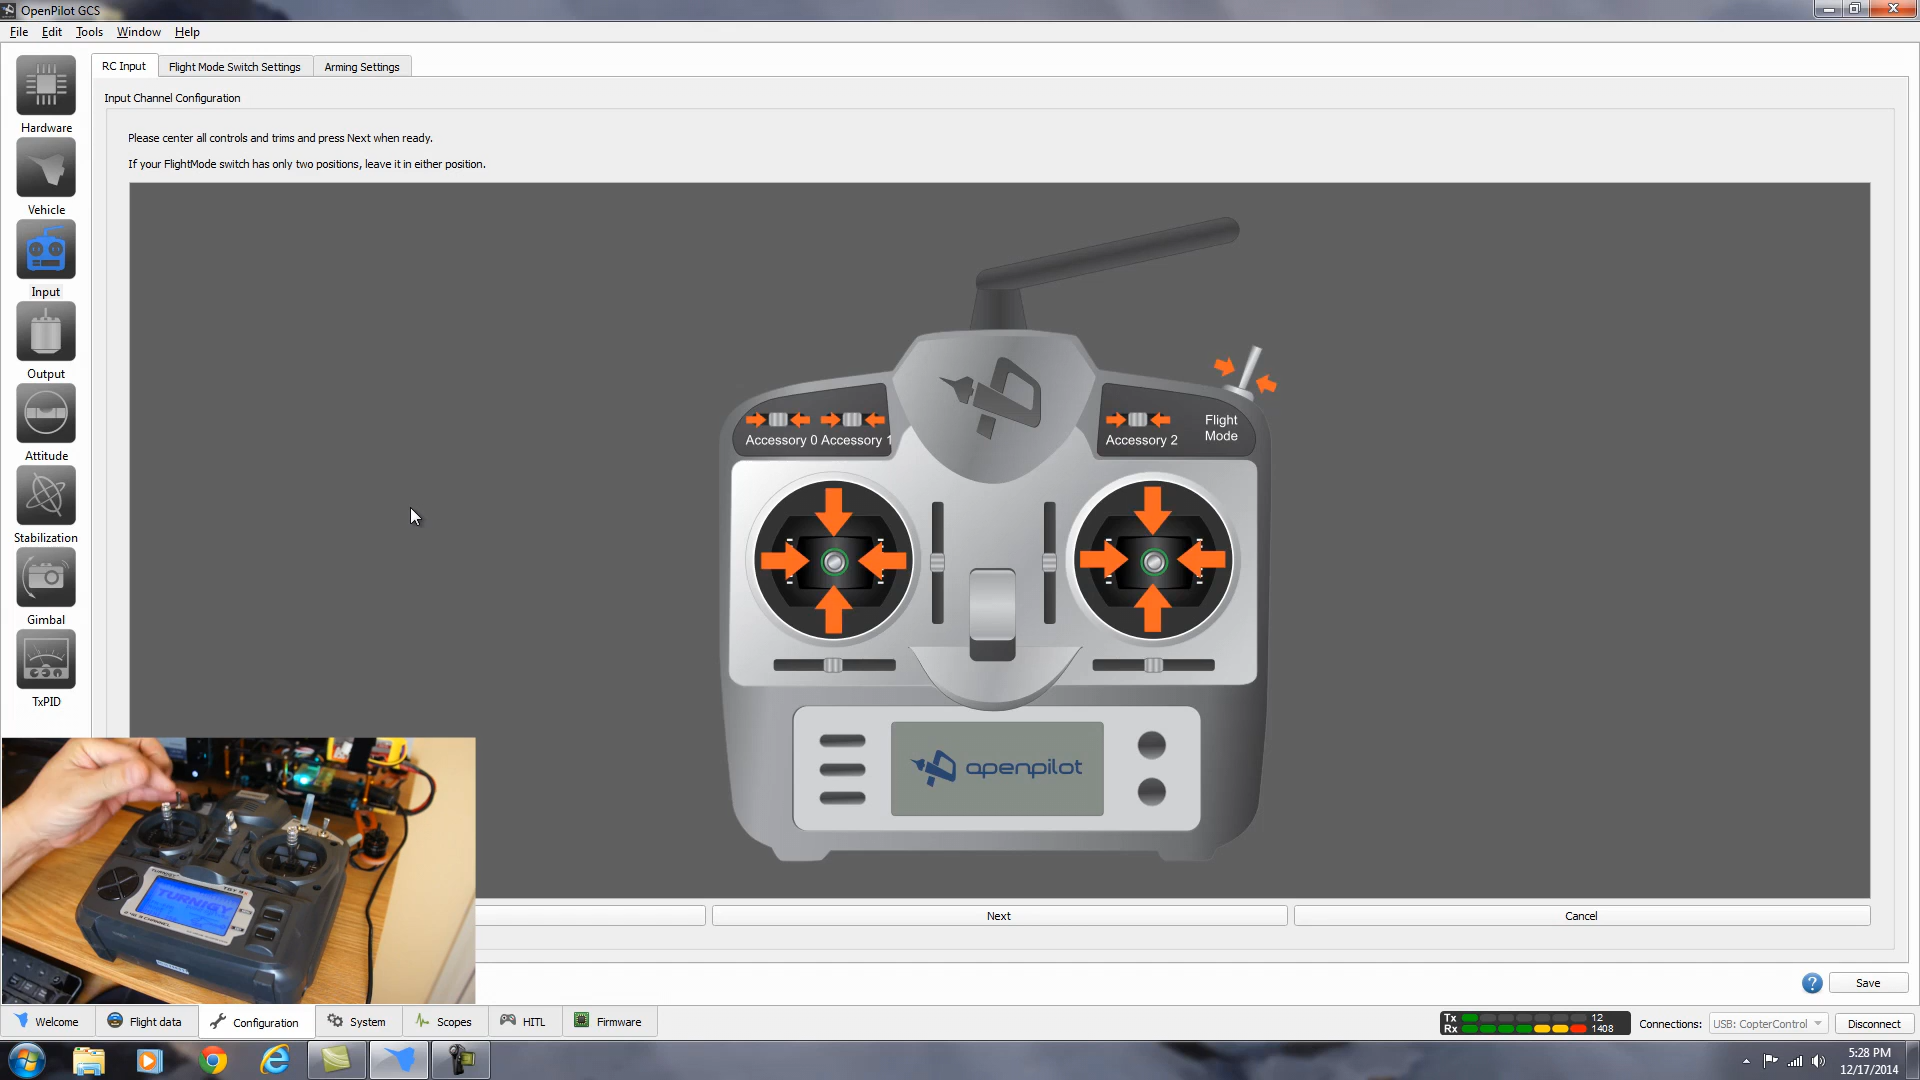 OpenPilot GCS
File Edit Tools Window Help
RC Input Flight Mode Switch Settings Arming Settings
Input Channel Configuration
Please center all controls and trims and press Next when ready.
If your FlightMode switch has only two positions, leave it in either position.
Hardware
Vehicle
Input
Output
Attitude
Stabilization
Gimbal
TxPID
Accessory 0 Accessory 1
Accessory 2
Flight
Mode
openpilot
TURNIGY
TGY 9X
TURNIGY
Next Cancel
? Save
Welcome Flight data Configuration System Scopes HITL Firmware
Tx 12
Rx 1408
Connections: USB: CopterControl Disconnect
5:28 PM
12/17/2014